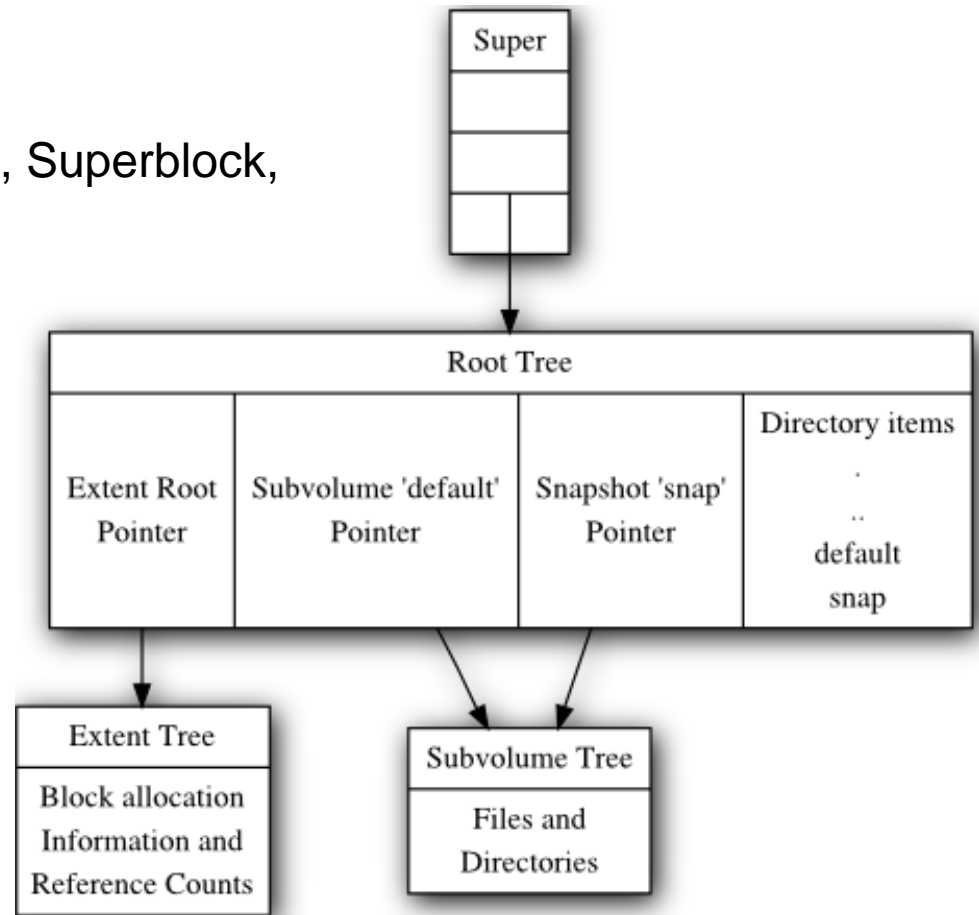 Super
, Superblock,
Root Tree
Extent Root
Pointer
Subvolume 'default'
Pointer
Snapshot 'snap'
Pointer
Directory items
.
..
default
snap
Extent Tree
Block allocation
Information and
Reference Counts
Subvolume Tree
Files and
Directories